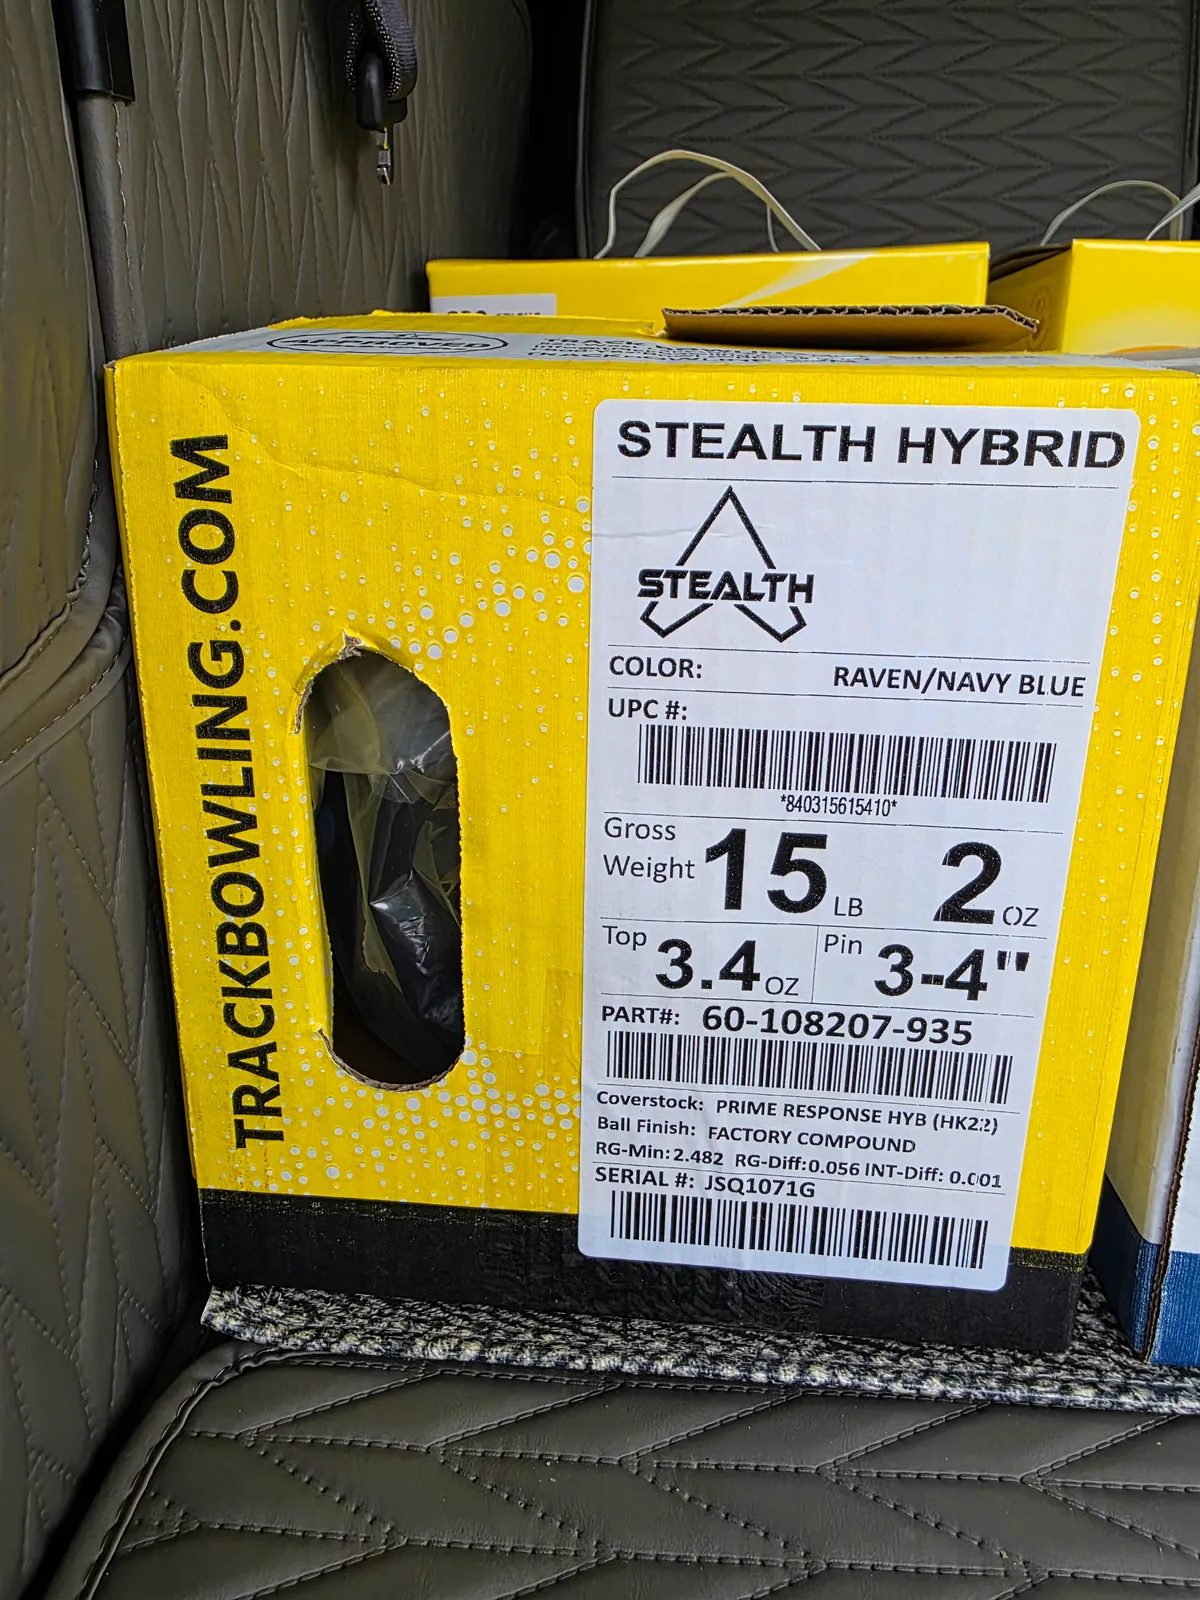 APPROVED
TRACKBOWLING.COM
STEALTH HYBRID
STEALTH
COLOR: RAVEN/NAVY BLUE
UPC #:
*840315615410*
Gross Weight 15 LB 2 OZ
Top 3.4 OZ Pin 3-4"
PART#: 60-108207-935
Coverstock: PRIME RESPONSE HYB (HK22)
Ball Finish: FACTORY COMPOUND
RG-Min: 2.482 RG-Diff: 0.056 INT-Diff: 0.001
SERIAL #: JSQ1071G